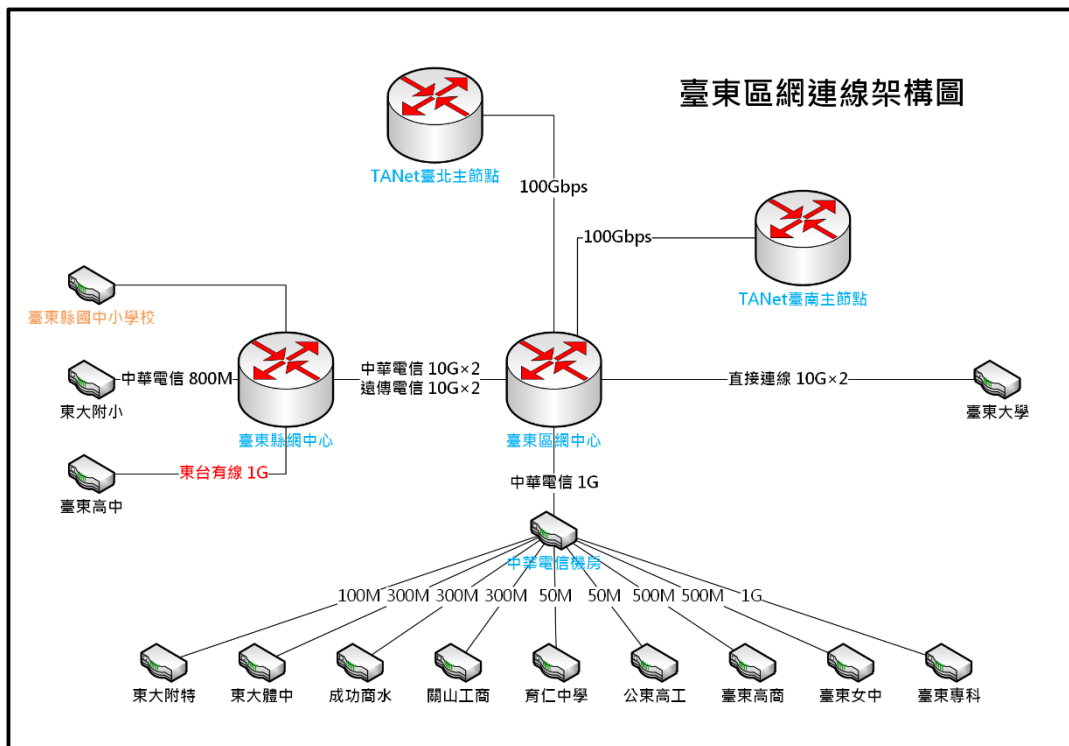 臺東區網連線架構圖
TANet臺北主節點
100Gbps
100Gbps
TANet臺南主節點
臺東縣國中小學校
中華電信 800M
東大附小
臺東縣網中心
中華電信 10G×2
遠傳電信 10G×2
臺東區網中心
直接連線 10G×2
臺東大學
東台有線 1G
臺東高中
中華電信 1G
中華電信機房
100M 300M 300M 300M 50M 50M 500M 500M 1G
東大附特 東大體中 成功商水 關山工商 育仁中學 公東高工 臺東高商 臺東女中 臺東專科